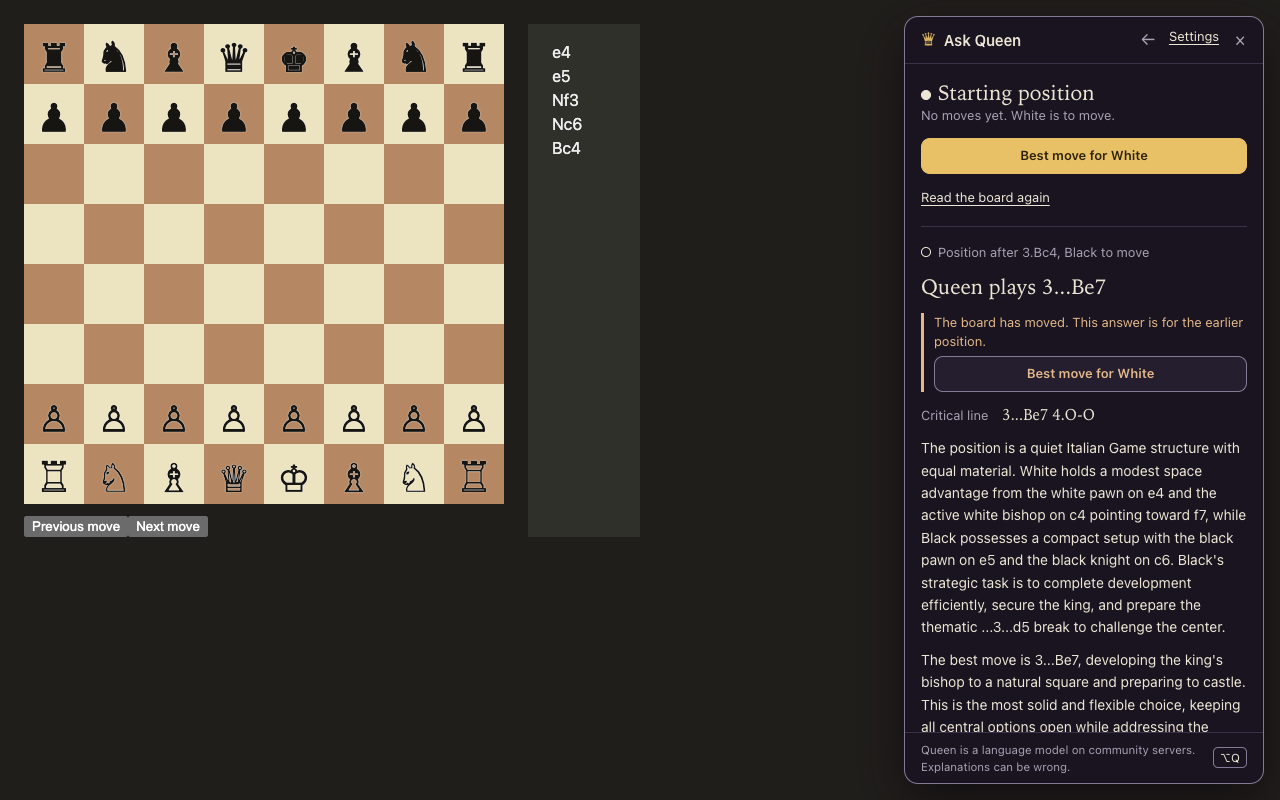 e4
e5
Nf3
Nc6
Bc4
Previous move Next move
Ask Queen
← Settings ×
Starting position
No moves yet. White is to move.
Best move for White
Read the board again
Position after 3.Bc4, Black to move
Queen plays 3...Be7
The board has moved. This answer is for the earlier
position.
Best move for White
Critical line 3...Be7 4.O-O
The position is a quiet Italian Game structure with
equal material. White holds a modest space
advantage from the white pawn on e4 and the
active white bishop on c4 pointing toward f7, while
Black possesses a compact setup with the black
pawn on e5 and the black knight on c6. Black's
strategic task is to complete development
efficiently, secure the king, and prepare the
thematic ...3...d5 break to challenge the center.
The best move is 3...Be7, developing the king's
bishop to a natural square and preparing to castle.
This is the most solid and flexible choice, keeping
all central options open while addressing the
Queen is a language model on community servers.
Explanations can be wrong.
⌥Q